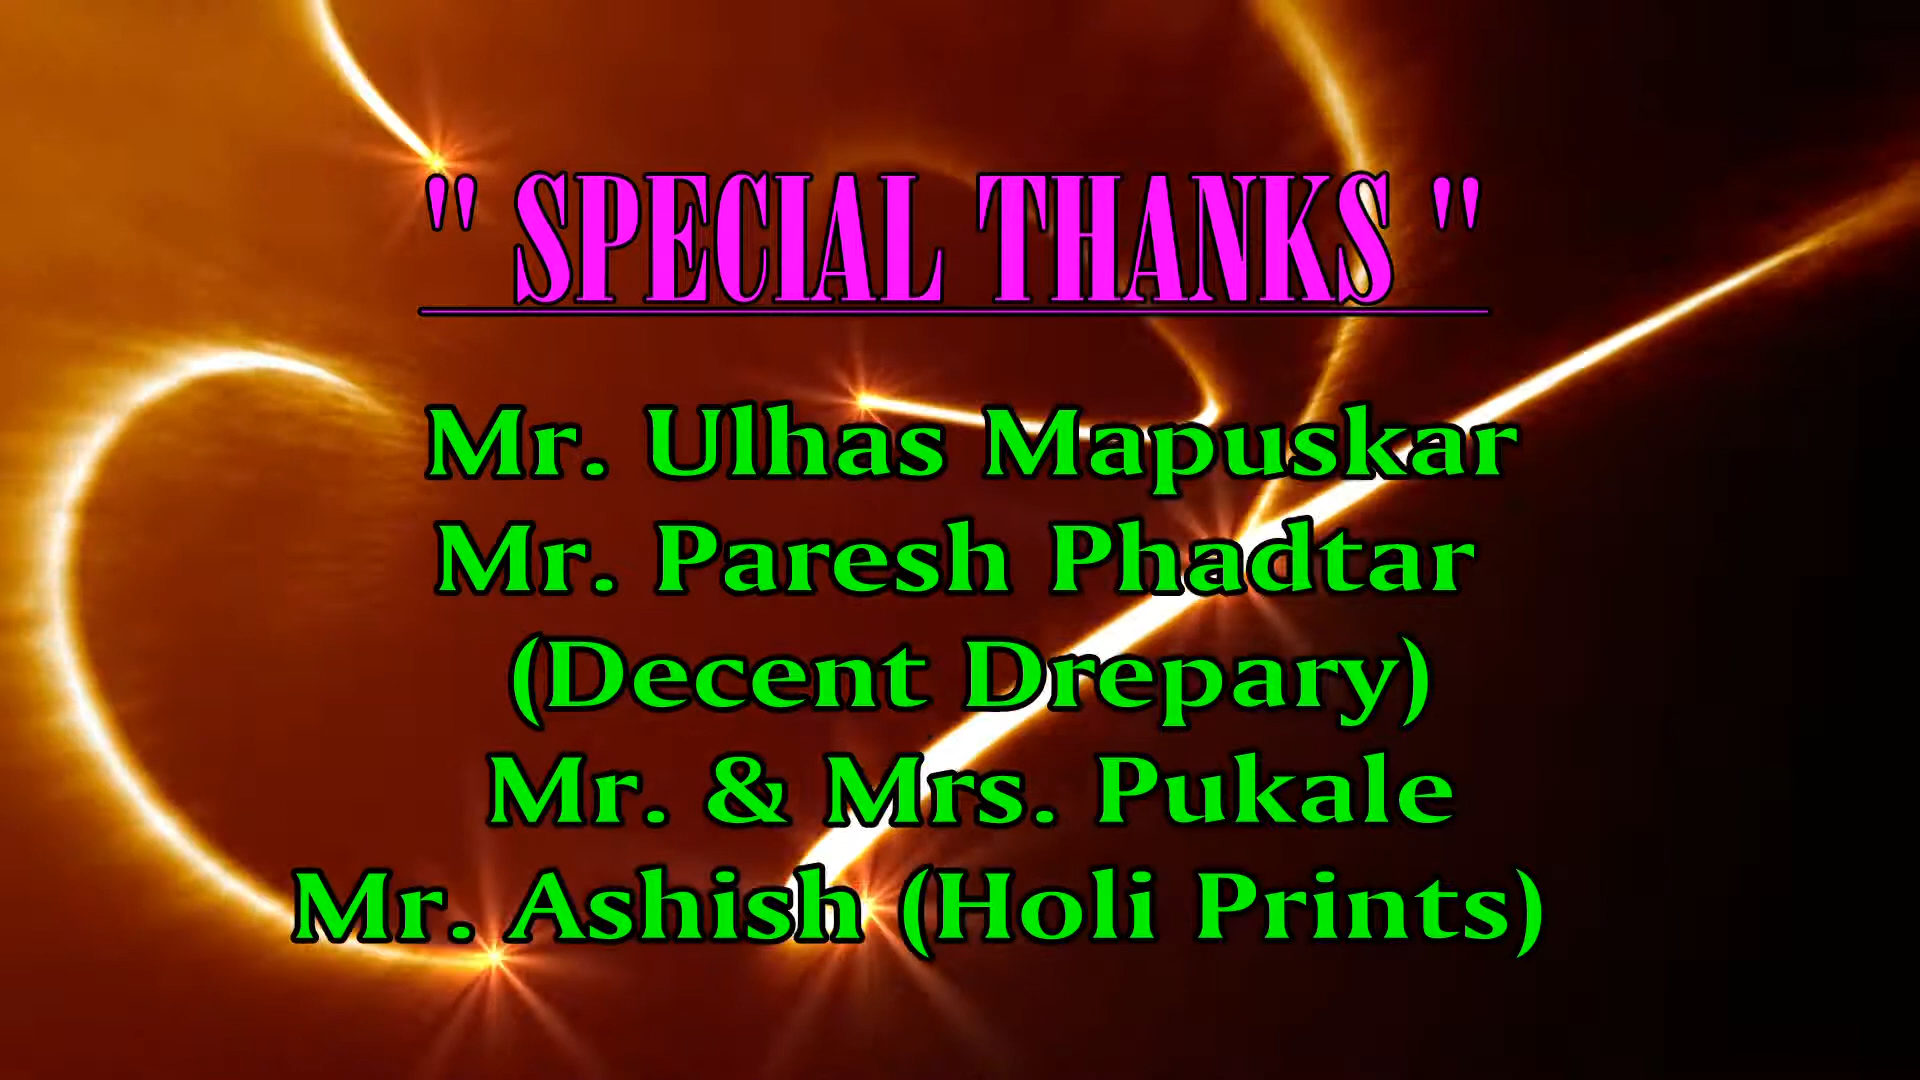 " SPECIAL THANKS "
Mr. Ulhas Mapuskar
Mr. Paresh Phadtar
(Decent Drepary)
Mr. & Mrs. Pukale
Mr. Ashish (Holi Prints)